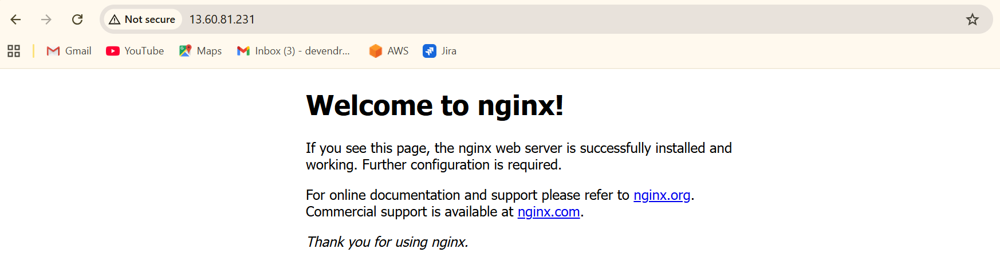 Not secure 13.60.81.231
Gmail YouTube Maps Inbox (3) - devendr... AWS Jira
Welcome to nginx!
If you see this page, the nginx web server is successfully installed and
working. Further configuration is required.
For online documentation and support please refer to nginx.org.
Commercial support is available at nginx.com.
Thank you for using nginx.